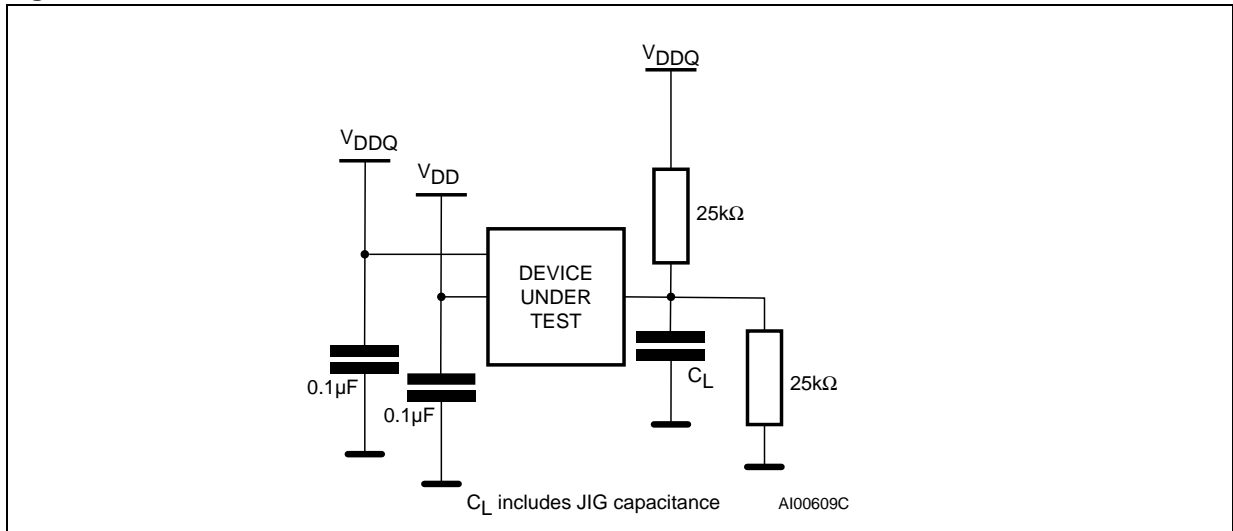 VDDQ
VDDQ
VDD
25kΩ
DEVICE
UNDER
TEST
0.1µF
0.1µF
CL
25kΩ
CL includes JIG capacitance
AI00609C